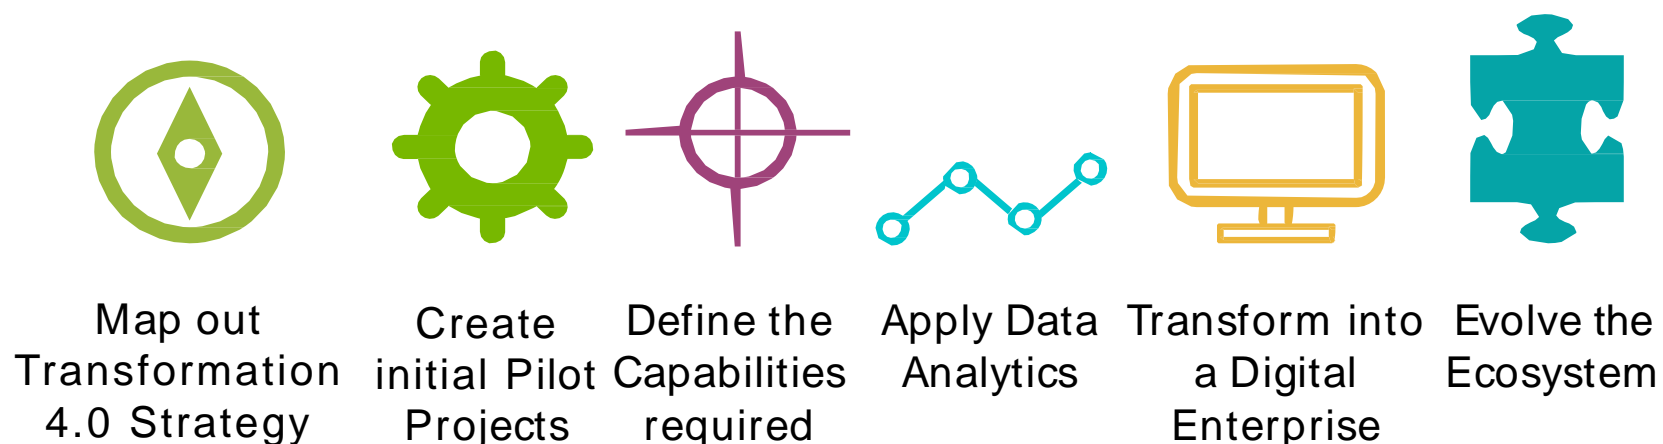 Map out
Transformation
4.0 Strategy
Create
initial Pilot
Projects
Define the
Capabilities
required
Apply Data
Analytics
Transform into
a Digital
Enterprise
Evolve the
Ecosystem